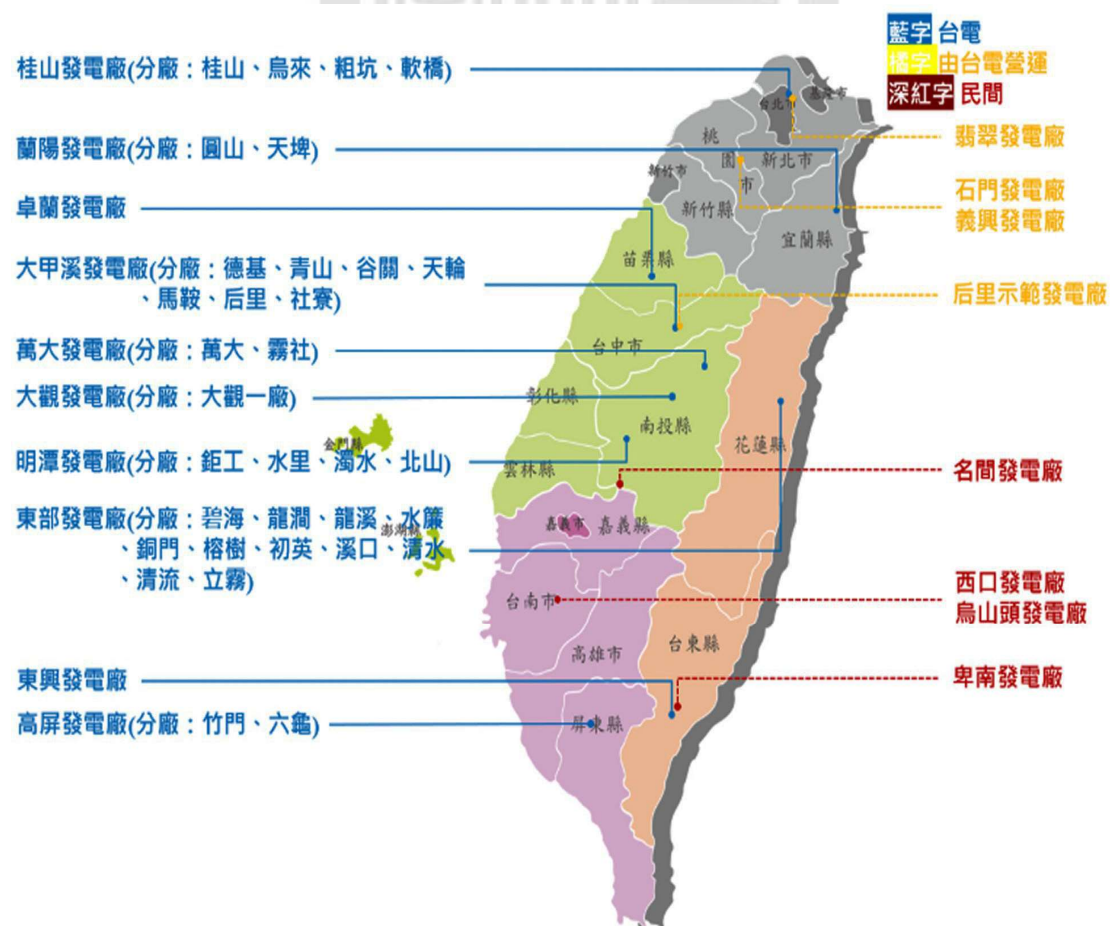 藍字 台電
橘字 由台電營運
深紅字 民間
桂山發電廠(分廠：桂山、烏來、粗坑、軟橋)
蘭陽發電廠(分廠：圓山、天埤)
卓蘭發電廠
大甲溪發電廠(分廠：德基、青山、谷關、天輪
、馬鞍、后里、社寮)
萬大發電廠(分廠：萬大、霧社)
大觀發電廠(分廠：大觀一廠)
明潭發電廠(分廠：鉅工、水里、濁水、北山)
東部發電廠(分廠：碧海、龍澗、龍溪、水簾
、銅門、榕樹、初英、溪口、清水
、清流、立霧)
東興發電廠
高屏發電廠(分廠：竹門、六龜)
台北市
基隆市
桃
園
市
新北市
新竹市
新竹縣
宜蘭縣
苗栗縣
台中市
彰化縣
南投縣
雲林縣
花蓮縣
金門縣
澎湖縣
嘉義市
嘉義縣
台南市
高雄市
台東縣
屏東縣
翡翠發電廠
石門發電廠
義興發電廠
后里示範發電廠
名間發電廠
西口發電廠
烏山頭發電廠
卑南發電廠